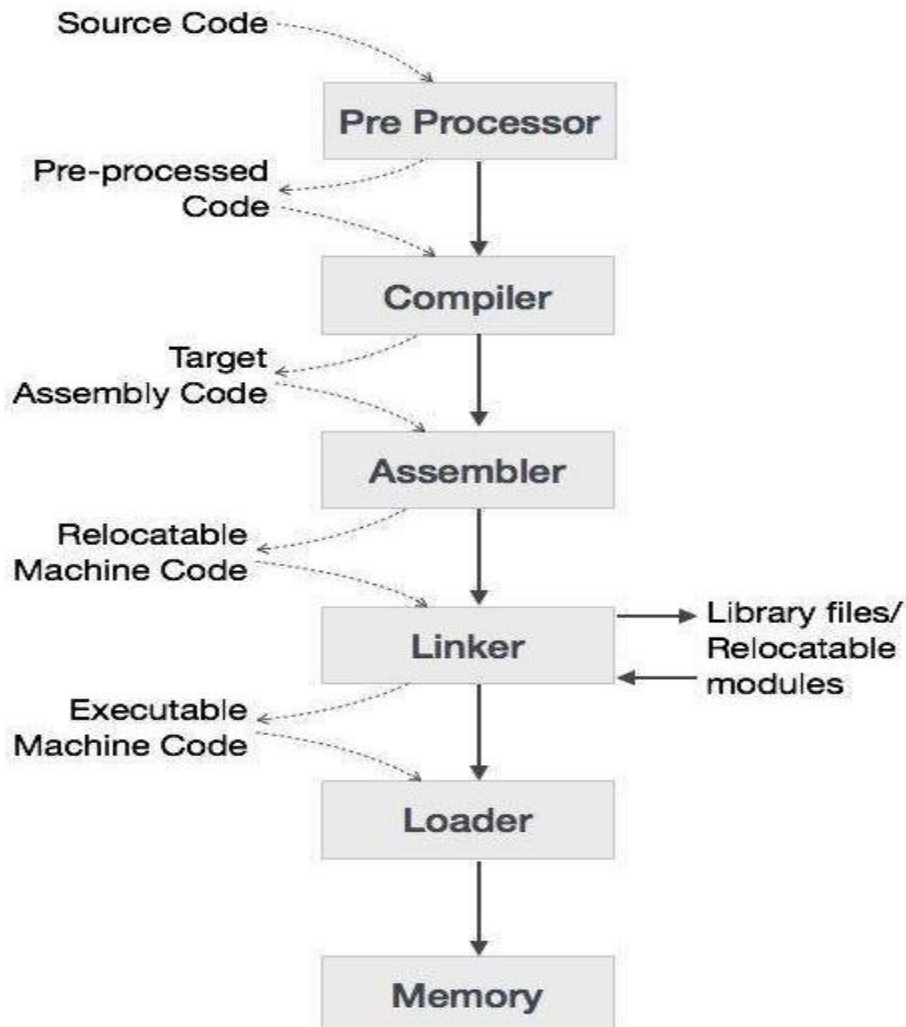 Source Code
Pre Processor
Pre-processed
Code
Compiler
Target
Assembly Code
Assembler
Relocatable
Machine Code
Linker
Library files/
Relocatable
modules
Executable
Machine Code
Loader
Memory